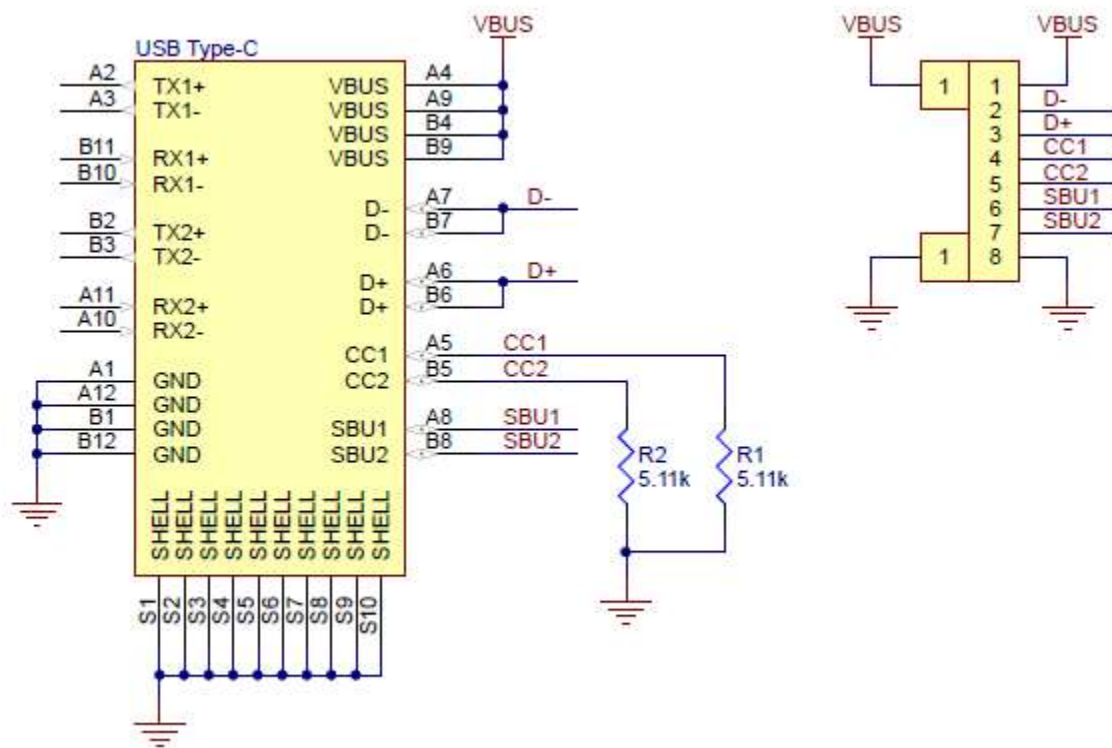 VBUS VBUS VBUS
USB Type-C
A2 TX1+ VBUS A4
A3 TX1- VBUS A9
VBUS B4
B11 RX1+ VBUS B9
B10 RX1-
D- A7 D-
B2 TX2+ D- B7
B3 TX2-
D+ A6 D+
A11 RX2+ D+ B6
A10 RX2-
CC1 A5 CC1
A1 GND CC2 B5 CC2
A12 GND
B1 GND SBU1 A8 SBU1
B12 GND SBU2 B8 SBU2
R2 R1
5.11k 5.11k
SHELL SHELL SHELL SHELL SHELL SHELL SHELL SHELL SHELL SHELL
S1 S2 S3 S4 S5 S6 S7 S8 S9 S10
1 1
2 D-
3 D+
4 CC1
5 CC2
6 SBU1
7 SBU2
1 8